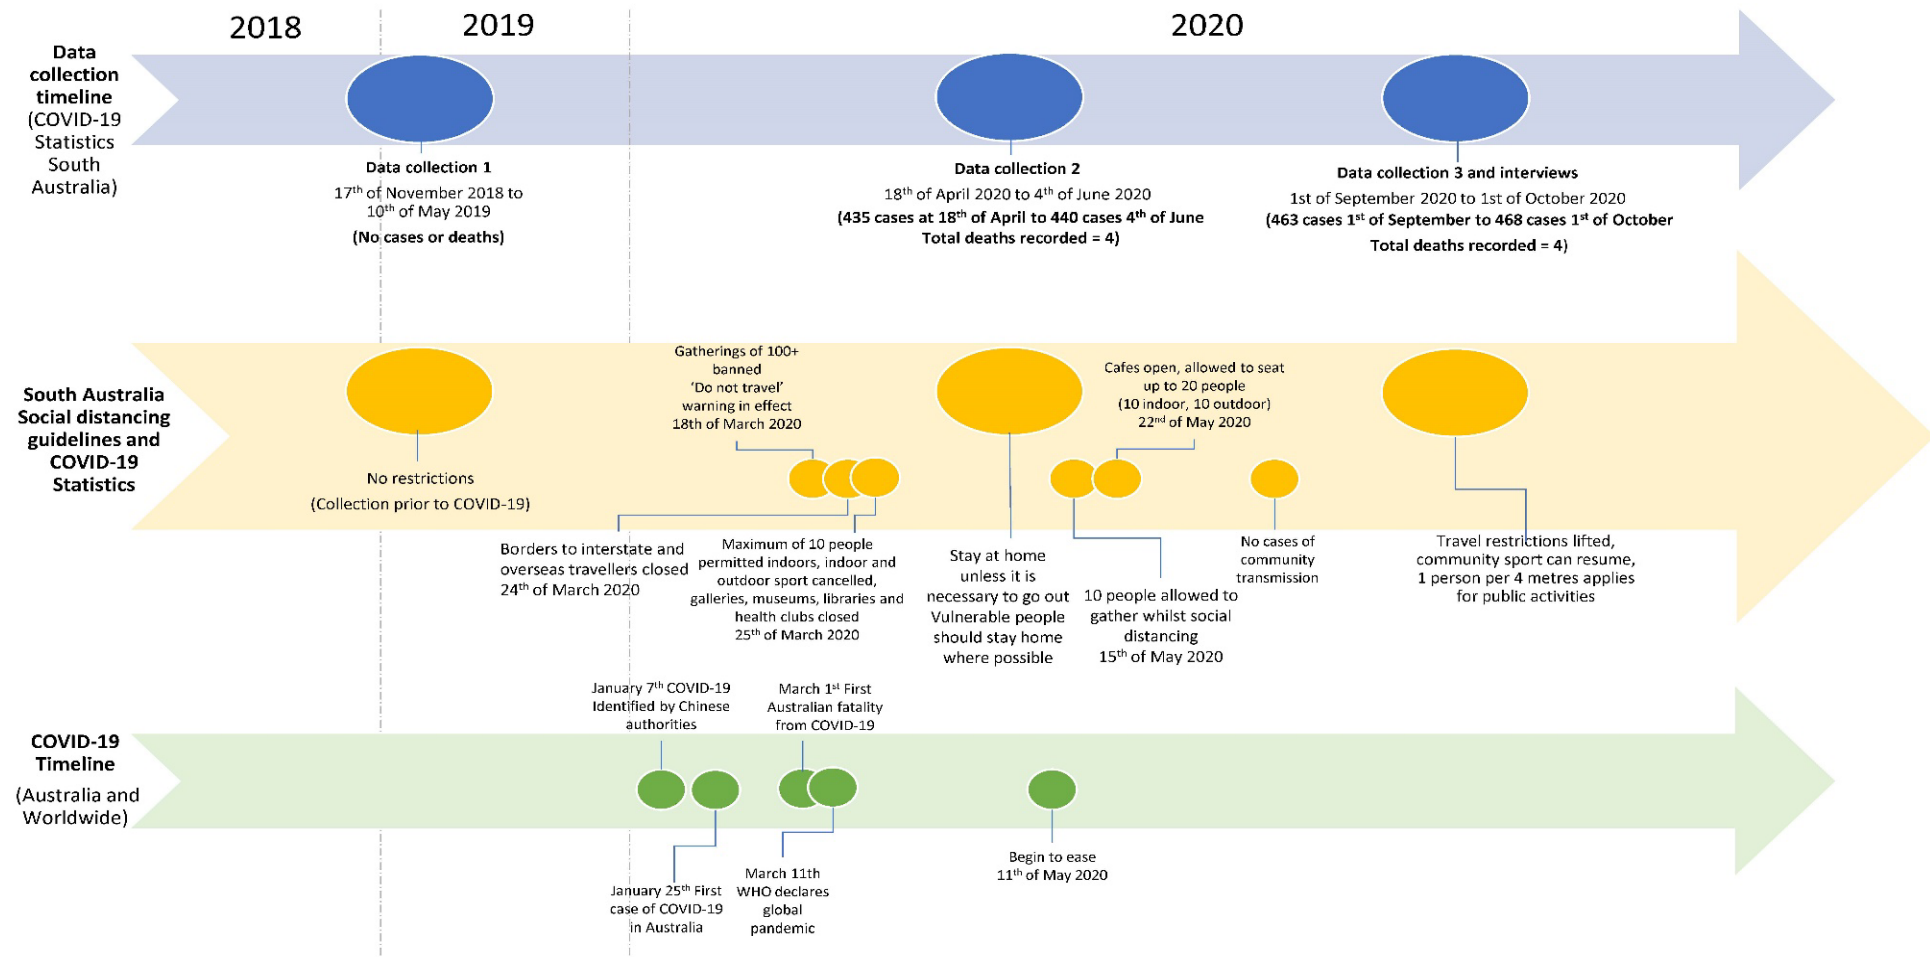 2018
2019
2020
Data
collection
timeline
(COVID-19
Statistics
South
Australia)
Data collection 1
17th of November 2018 to
10th of May 2019
(No cases or deaths)
Data collection 2
18th of April 2020 to 4th of June 2020
(435 cases at 18th of April to 440 cases 4th of June
Total deaths recorded = 4)
Data collection 3 and interviews
1st of September 2020 to 1st of October 2020
(463 cases 1st of September to 468 cases 1st of October
Total deaths recorded = 4)
South Australia
Social distancing
guidelines and
COVID-19
Statistics
No restrictions
(Collection prior to COVID-19)
Gatherings of 100+
banned
‘Do not travel’
warning in effect
18th of March 2020
Borders to interstate and
overseas travellers closed
24th of March 2020
Maximum of 10 people
permitted indoors, indoor and
outdoor sport cancelled,
galleries, museums, libraries and
health clubs closed
25th of March 2020
Stay at home
unless it is
necessary to go out
Vulnerable people
should stay home
where possible
Cafes open, allowed to seat
up to 20 people
(10 indoor, 10 outdoor)
22nd of May 2020
10 people allowed to
gather whilst social
distancing
15th of May 2020
No cases of
community
transmission
Travel restrictions lifted,
community sport can resume,
1 person per 4 metres applies
for public activities
COVID-19
Timeline
(Australia and
Worldwide)
January 7th COVID-19
Identified by Chinese
authorities
January 25th First
case of COVID-19
in Australia
March 1st First
Australian fatality
from COVID-19
March 11th
WHO declares
global
pandemic
Begin to ease
11th of May 2020